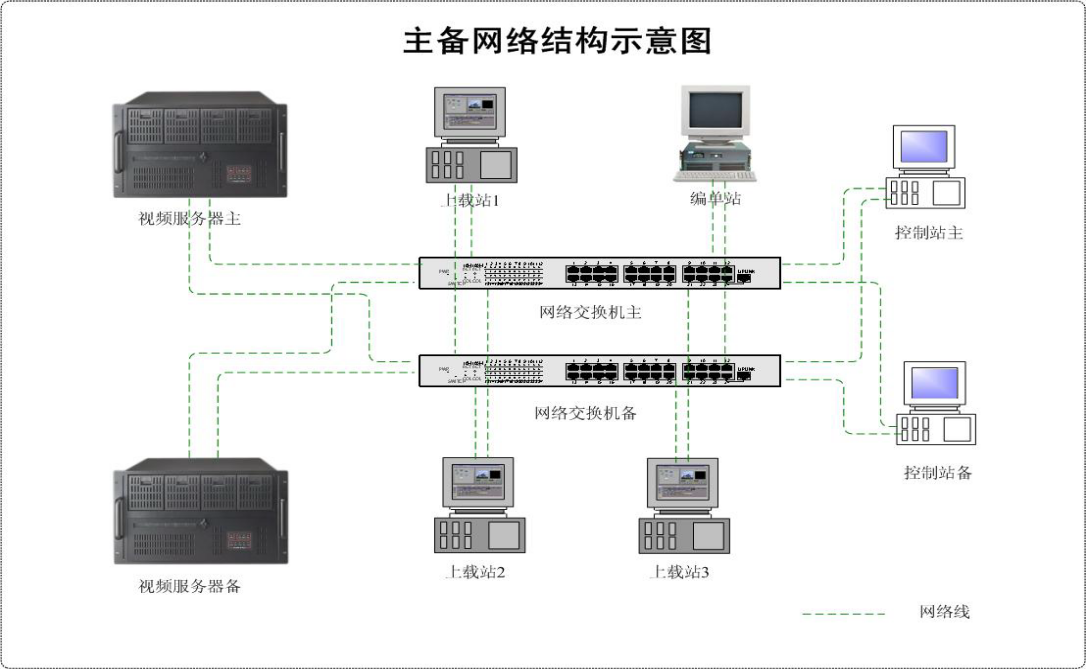 主备网络结构示意图
上载站1
编单站
视频服务器主
控制站主
网络交换机主
网络交换机备
控制站备
上载站2
上载站3
视频服务器备
网络线